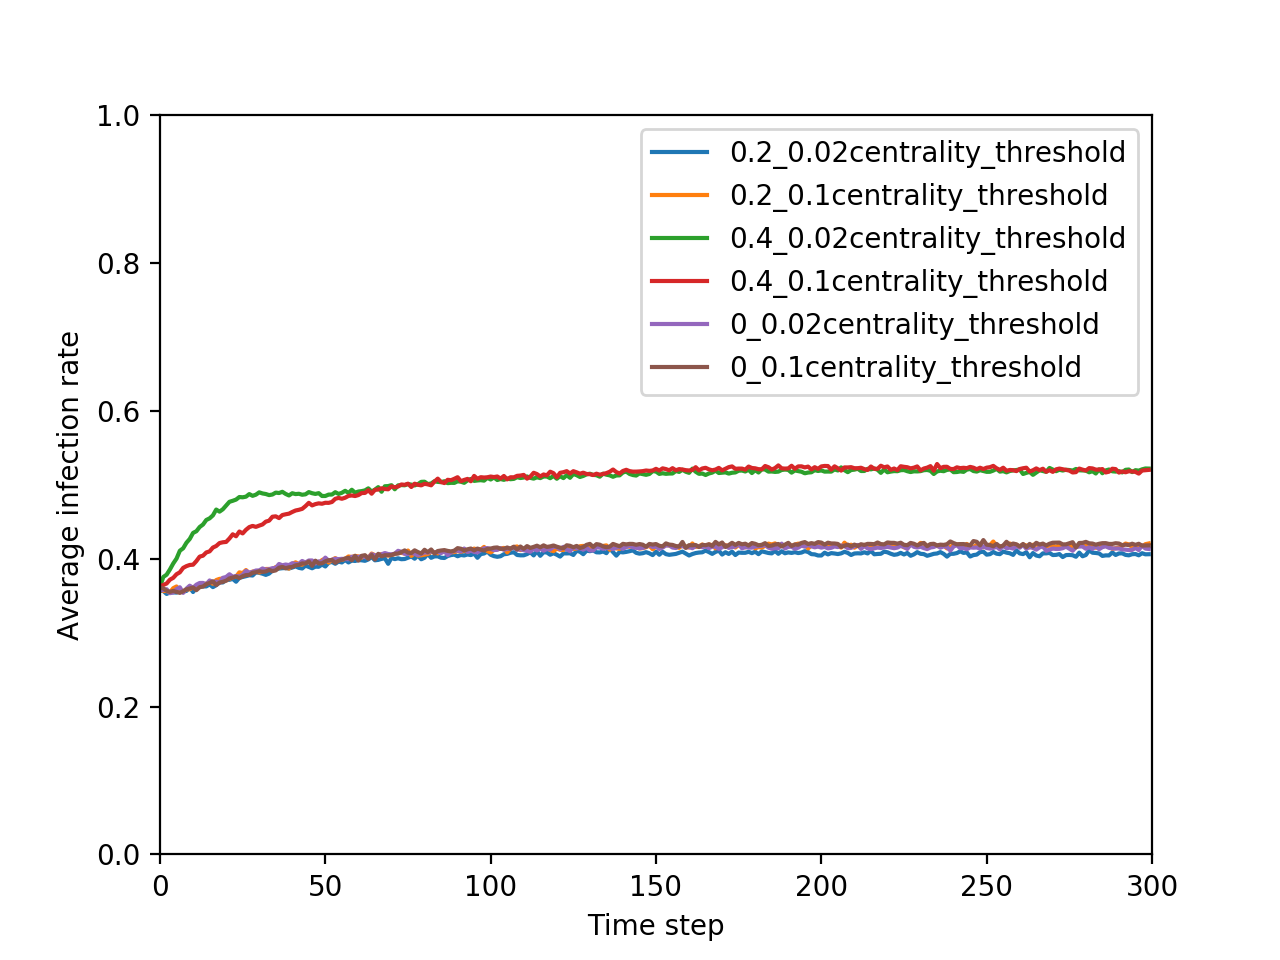 1.0
0.8
0.6
0.4
0.2
0.0
Average infection rate
0.2_0.02centrality_threshold
0.2_0.1centrality_threshold
0.4_0.02centrality_threshold
0.4_0.1centrality_threshold
0_0.02centrality_threshold
0_0.1centrality_threshold
0 50 100 150 200 250 300
Time step